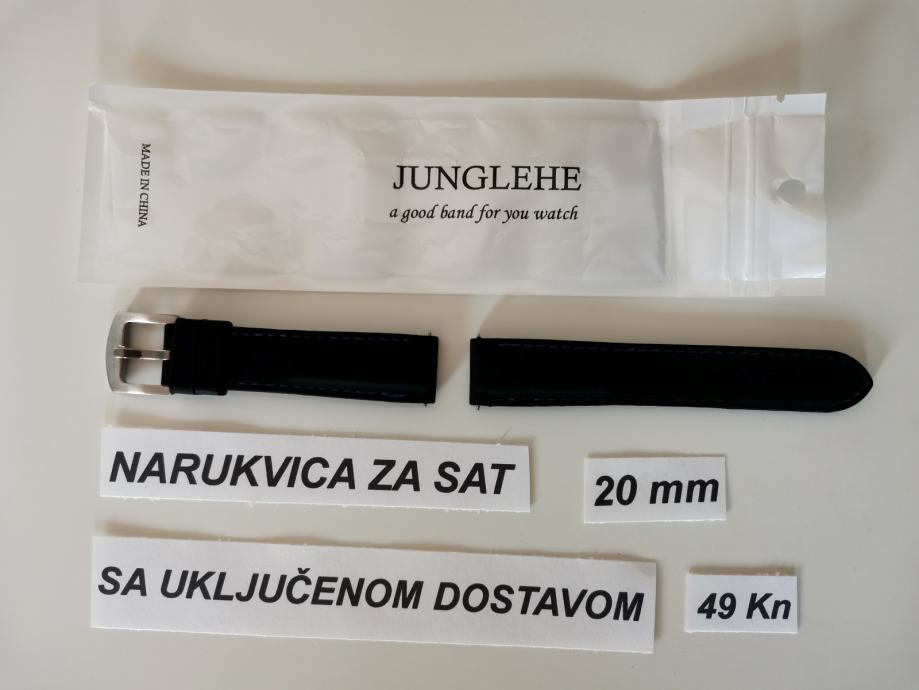 MADE IN CHINA
JUNGLEHE
a good band for you watch
NARUKVICA ZA SAT
20 mm
SA UKLJUČENOM DOSTAVOM
49 Kn